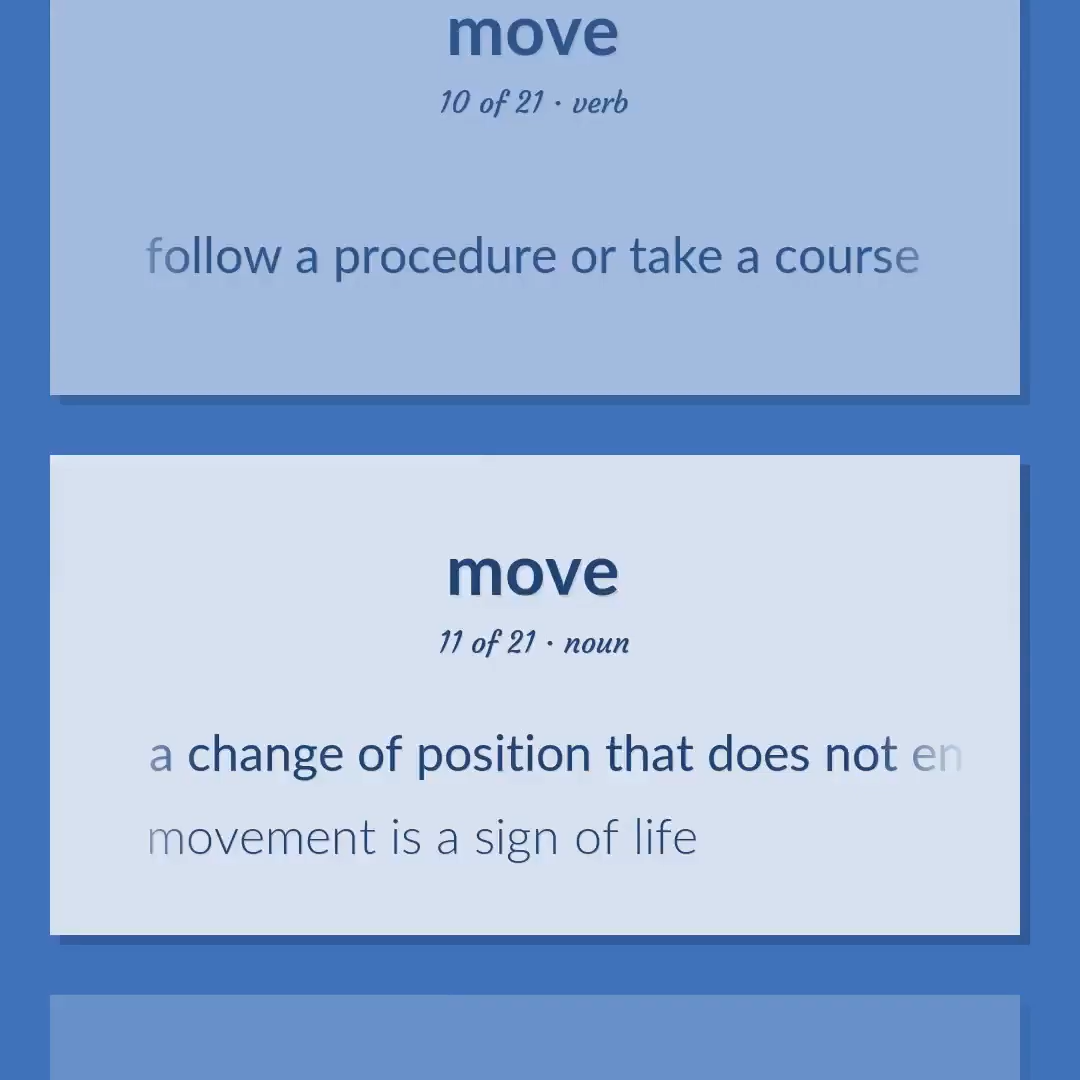 move
10 of 21 · verb
follow a procedure or take a course
move
11 of 21 · noun
a change of position that does not en
movement is a sign of life